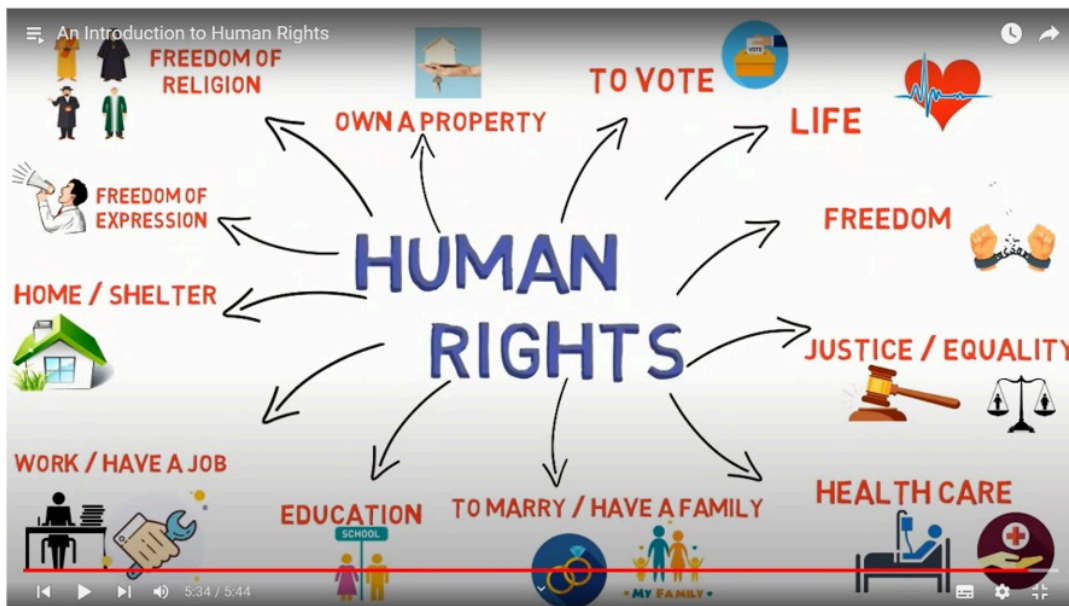 An Introduction to Human Rights
FREEDOM OF
RELIGION
OWN A PROPERTY
TO VOTE
VOTE
LIFE
FREEDOM OF
EXPRESSION
FREEDOM
HUMAN
RIGHTS
HOME / SHELTER
JUSTICE / EQUALITY
WORK / HAVE A JOB
EDUCATION
SCHOOL
TO MARRY / HAVE A FAMILY
MY FAMILY
HEALTH CARE
5:34 / 5:44